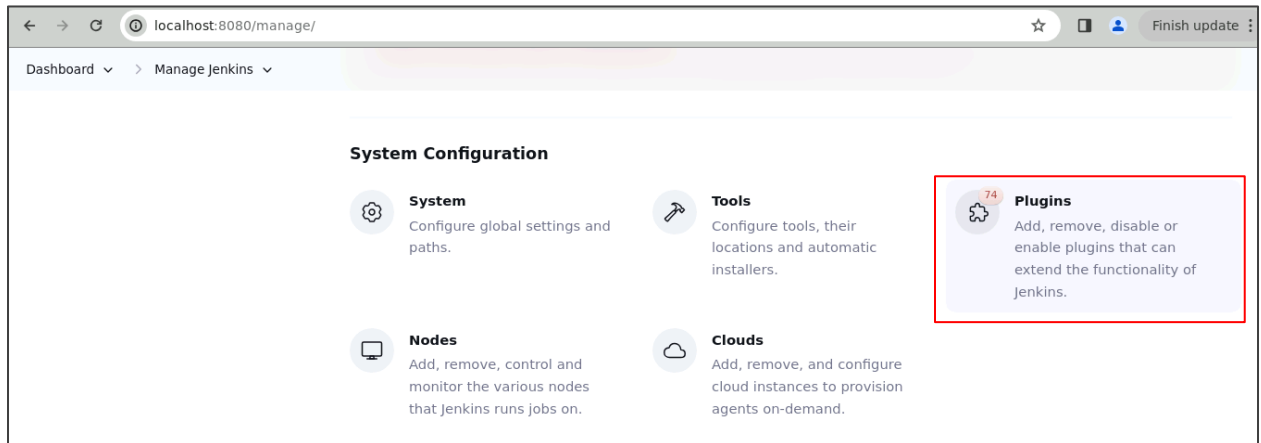 localhost:8080/manage/
Finish update
Dashboard
Manage Jenkins
System Configuration
System
Configure global settings and
paths.
Tools
Configure tools, their
locations and automatic
installers.
74
Plugins
Add, remove, disable or
enable plugins that can
extend the functionality of
Jenkins.
Nodes
Add, remove, control and
monitor the various nodes
that Jenkins runs jobs on.
Clouds
Add, remove, and configure
cloud instances to provision
agents on-demand.